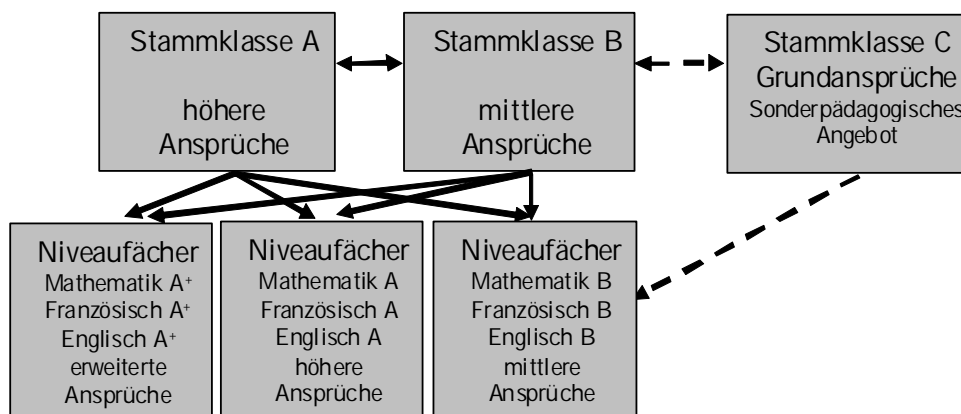 Stammklasse A
höhere
Ansprüche
Stammklasse B
mittlere
Ansprüche
Stammklasse C
Grundansprüche
Sonderpädagogisches
Angebot
Niveaufächer
Mathematik A⁺
Französisch A⁺
Englisch A⁺
erweiterte
Ansprüche
Niveaufächer
Mathematik A
Französisch A
Englisch A
höhere
Ansprüche
Niveaufächer
Mathematik B
Französisch B
Englisch B
mittlere
Ansprüche